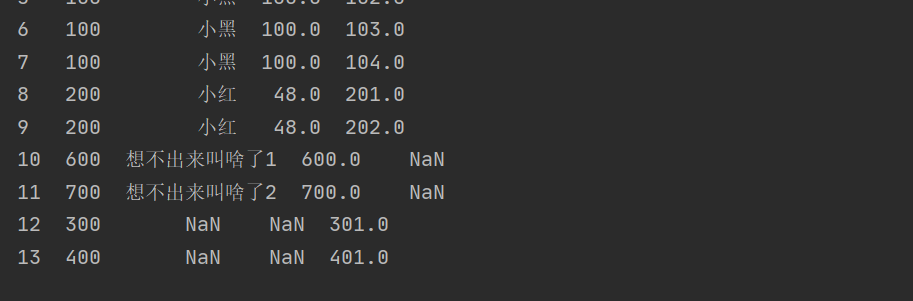 6 100 小黑 100.0 103.0
7 100 小黑 100.0 104.0
8 200 小红 48.0 201.0
9 200 小红 48.0 202.0
10 600 想不出来叫啥了1 600.0 NaN
11 700 想不出来叫啥了2 700.0 NaN
12 300 NaN NaN 301.0
13 400 NaN NaN 401.0